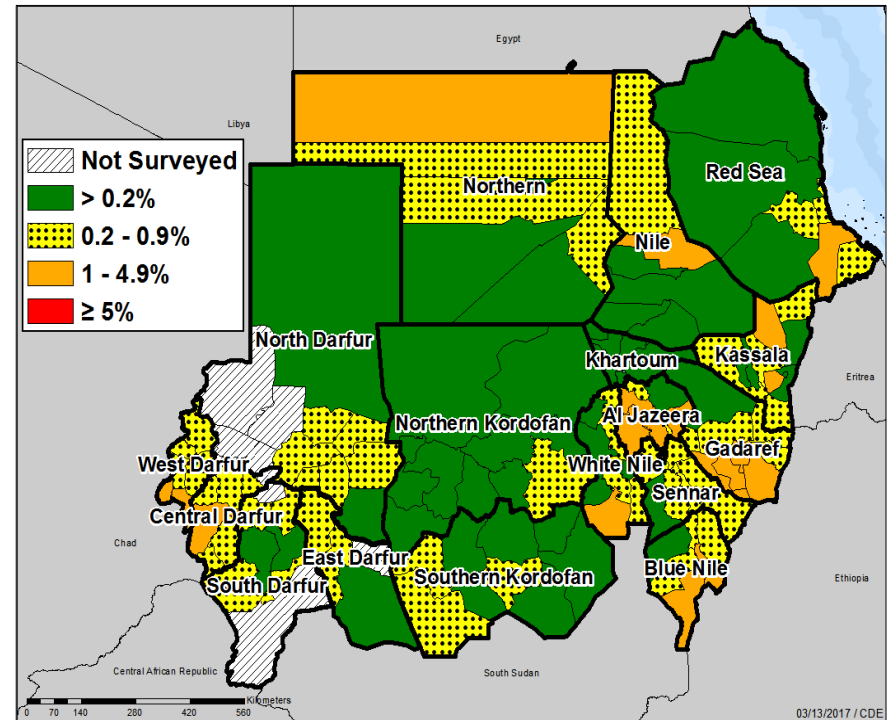 Egypt
Libya
Not Surveyed
> 0.2%
0.2 - 0.9%
1 - 4.9%
≥ 5%
Red Sea
Northern
Nile
North Darfur
Khartoum
Kassala
Eritrea
Northern Kordofan
Al Jazeera
Gadaref
West Darfur
White Nile
Sennar
Central Darfur
Chad
East Darfur
Southern Kordofan
Blue Nile
South Darfur
Ethiopia
Central African Republic
South Sudan
Kilometers
0 70 140 280 420 560
03/13/2017 / CDE